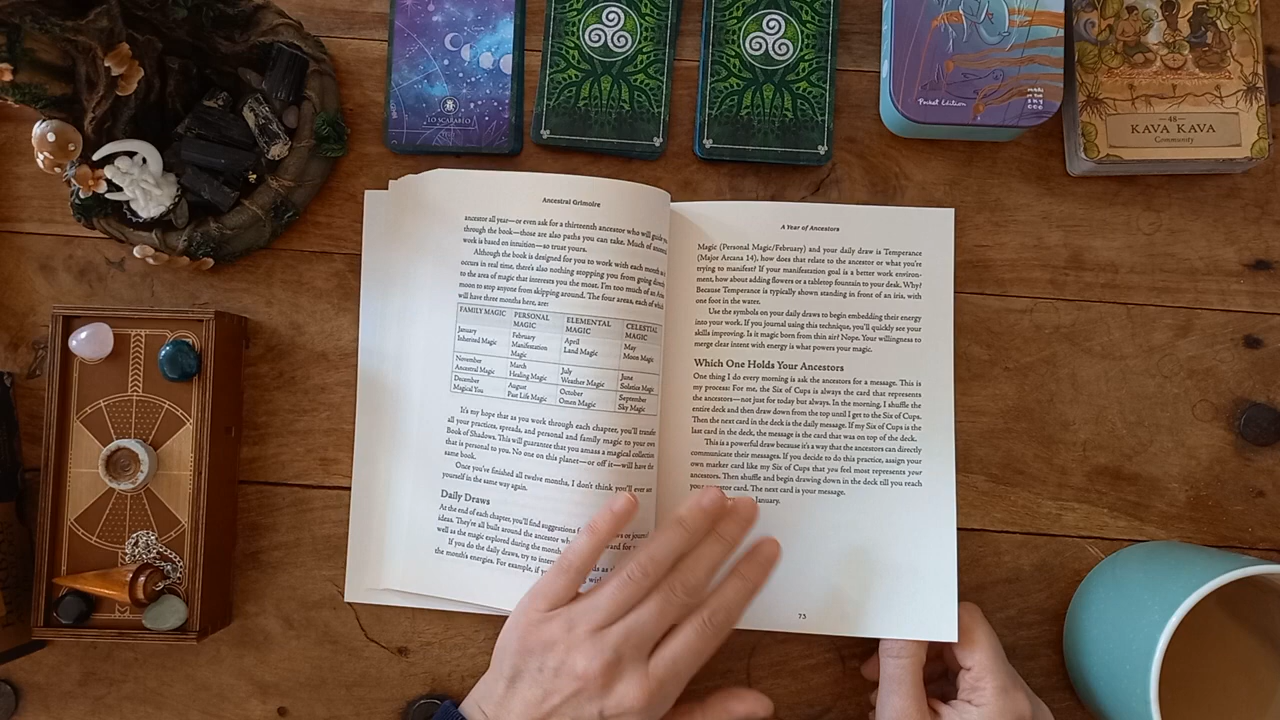 LO SCARABEO
Pocket Edition
48
KAVA KAVA
Community
Ancestral Grimoire
ancestor all year—or even ask for a thirteenth ancestor who will guide you
through the book—those are also paths you can take. Much of ancestral
work is based on intuition—so trust yours.
Although the book is designed for you to work with each month as it
occurs in real time, there's also nothing stopping you from going directly
to the area of magic that interests you the most. I'm too much of an Aries
moon to stop anyone from skipping around. The four areas, each of which
will have three months here, are:
FAMILY MAGIC PERSONAL MAGIC ELEMENTAL MAGIC CELESTIAL MAGIC
January Inherited Magic February Manifestation Magic April Land Magic May Moon Magic
November Ancestral Magic March Healing Magic July Weather Magic June Solstice Magic
December Magical You August Past Life Magic October Omen Magic September Sky Magic
It's my hope that as you work through each chapter, you'll transfer
all your practices, spreads, and personal and family magic to your own
Book of Shadows. This will guarantee that you amass a magical collection
that is personal to you. No one on this planet—or off it—will have the
same book.
Once you've finished all twelve months, I don't think you'll ever see
yourself in the same way again.
Daily Draws
At the end of each chapter, you'll find suggestions
ideas. They're all built around the ancestor
well as the magic explored during the month
If you do the daily draws, try to
the month's energies. For example, if
A Year of Ancestors
Magic (Personal Magic/February) and your daily draw is Temperance
(Major Arcana 14), how does that relate to the ancestor or what you're
trying to manifest? If your manifestation goal is a better work environ-
ment, how about adding flowers or a tabletop fountain to your desk. Why?
Because Temperance is typically shown standing in front of an iris, with
one foot in the water.
Use the symbols on your daily draws to begin embedding their energy
into your work. If you journal using this technique, you'll quickly see your
skills improving. Is it magic born from thin air? Nope. Your willingness to
merge clear intent with energy is what powers your magic.
Which One Holds Your Ancestors
One thing I do every morning is ask the ancestors for a message. This is
my process: For me, the Six of Cups is always the card that represents
the ancestors—not just for today but always. In the morning, I shuffle the
entire deck and then draw down from the top until I get to the Six of Cups.
Then the next card in the deck is the daily message. If my Six of Cups is the
last card in the deck, the message is the card that was on top of the deck.
This is a powerful draw because it's a way that the ancestors can directly
communicate their messages. If you decide to do this practice, assign your
own marker card like my Six of Cups that you feel most represents your
ancestors. Then shuffle and begin drawing down in the deck till you reach
your ancestor card. The next card is your message.
January.
73